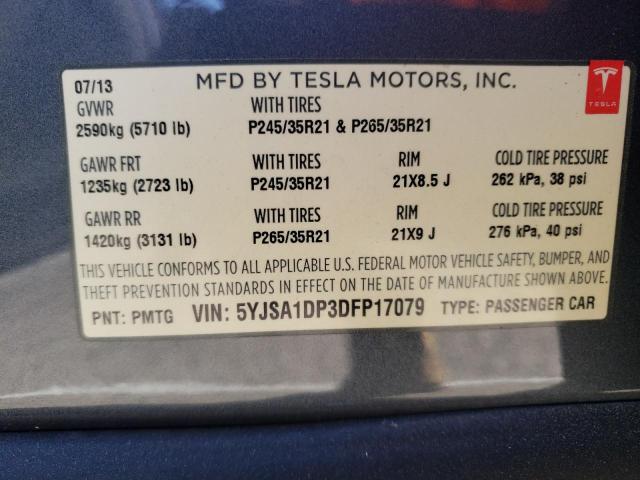 07/13 MFD BY TESLA MOTORS, INC.
TESLA
GVWR WITH TIRES
2590kg (5710 lb) P245/35R21 & P265/35R21
GAWR FRT WITH TIRES RIM COLD TIRE PRESSURE
1235kg (2723 lb) P245/35R21 21X8.5 J 262 kPa, 38 psi
GAWR RR WITH TIRES RIM COLD TIRE PRESSURE
1420kg (3131 lb) P265/35R21 21X9 J 276 kPa, 40 psi
THIS VEHICLE CONFORMS TO ALL APPLICABLE U.S. FEDERAL MOTOR VEHICLE SAFETY, BUMPER, AND
THEFT PREVENTION STANDARDS IN EFFECT ON THE DATE OF MANUFACTURE SHOWN ABOVE.
PNT: PMTG VIN: 5YJSA1DP3DFP17079 TYPE: PASSENGER CAR